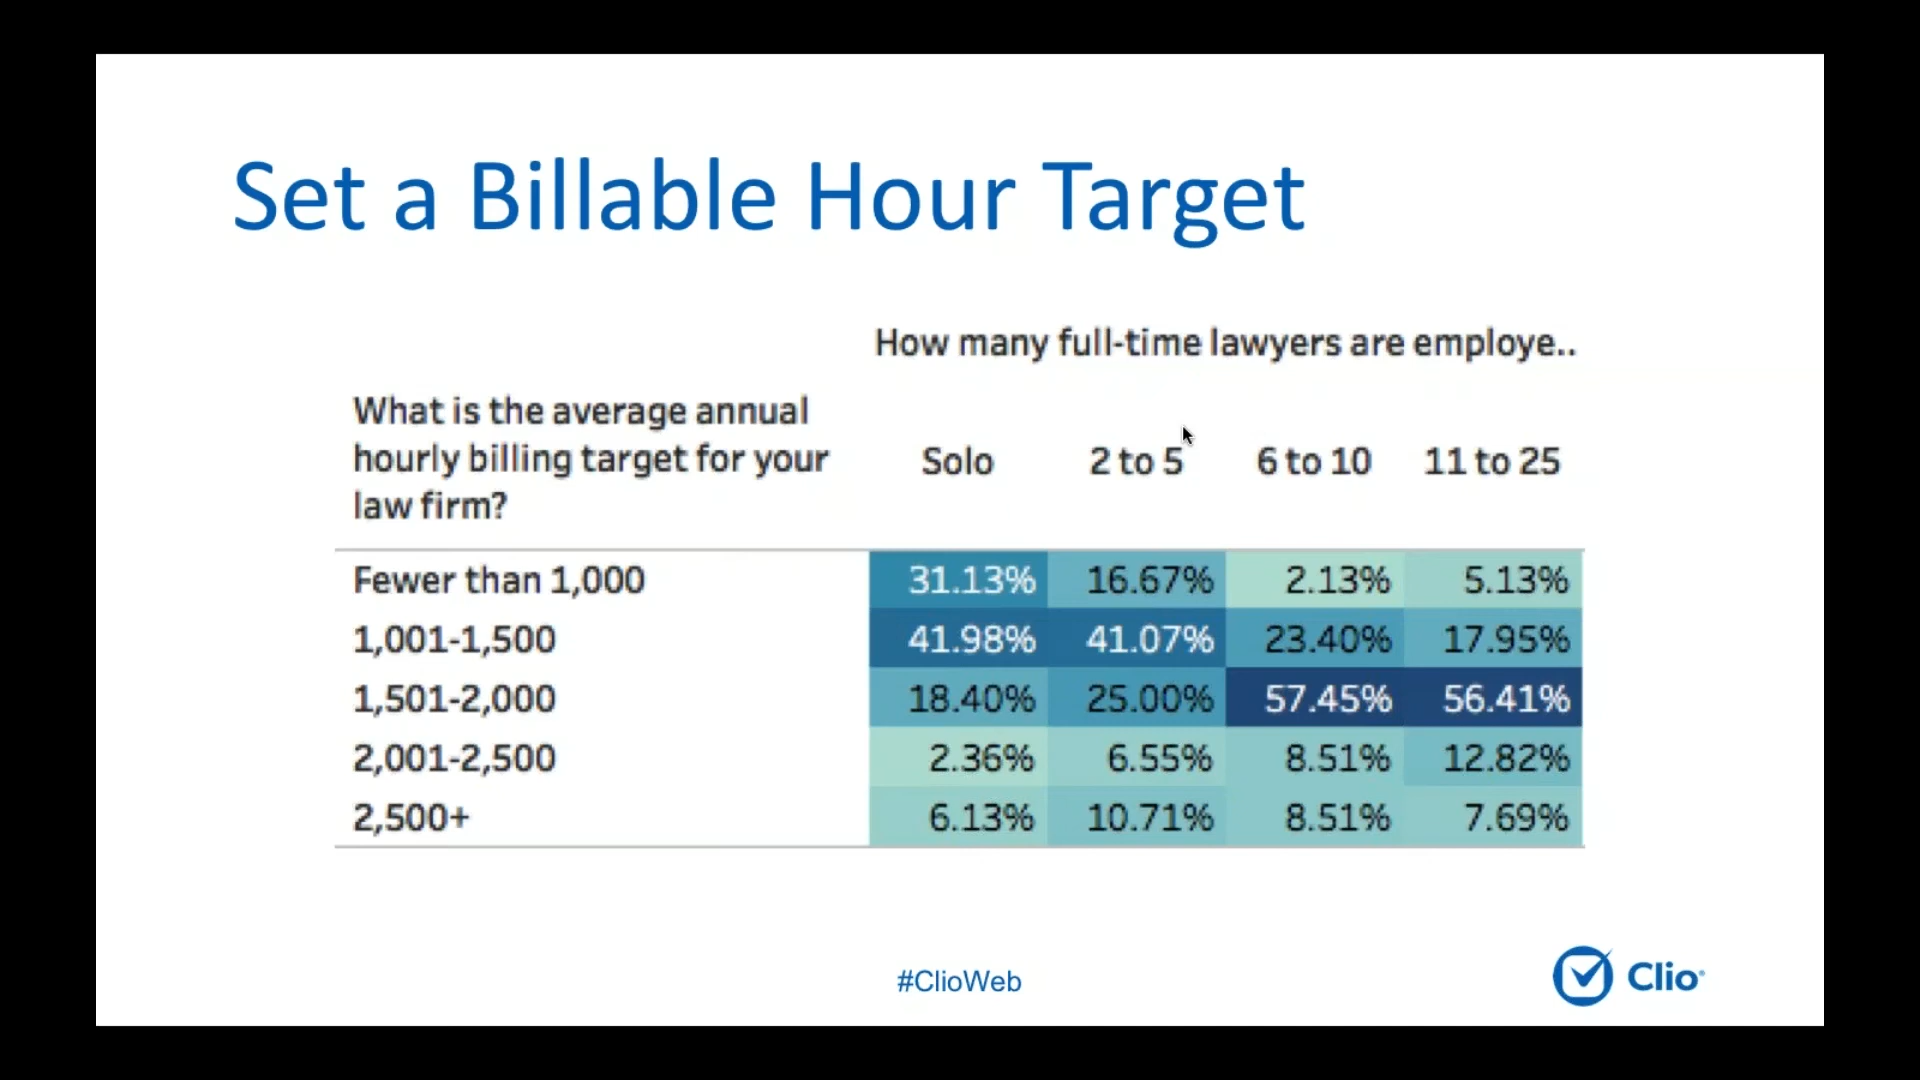 Set a Billable Hour Target
How many full-time lawyers are employe..
What is the average annual
hourly billing target for your
law firm?
Solo 2 to 5 6 to 10 11 to 25
Fewer than 1,000 31.13% 16.67% 2.13% 5.13%
1,001-1,500 41.98% 41.07% 23.40% 17.95%
1,501-2,000 18.40% 25.00% 57.45% 56.41%
2,001-2,500 2.36% 6.55% 8.51% 12.82%
2,500+ 6.13% 10.71% 8.51% 7.69%
#ClioWeb
Clio®